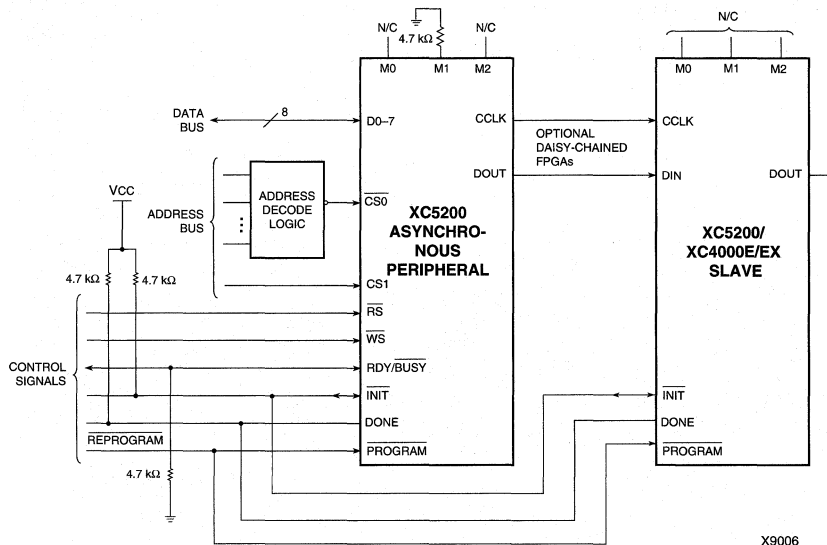 N/C
4.7 kΩ
N/C
N/C
M0
M1
M2
M0
M1
M2
DATA
BUS
8
D0–7
CCLK
OPTIONAL
DAISY-CHAINED
FPGAs
CCLK
DOUT
DIN
DOUT
ADDRESS
BUS
ADDRESS
DECODE
LOGIC
CS0
XC5200
ASYNCHRO-
NOUS
PERIPHERAL
XC5200/
XC4000E/EX
SLAVE
VCC
4.7 kΩ
4.7 kΩ
CS1
RS
WS
CONTROL
SIGNALS
RDY/BUSY
INIT
INIT
DONE
DONE
REPROGRAM
PROGRAM
PROGRAM
4.7 kΩ
X9006